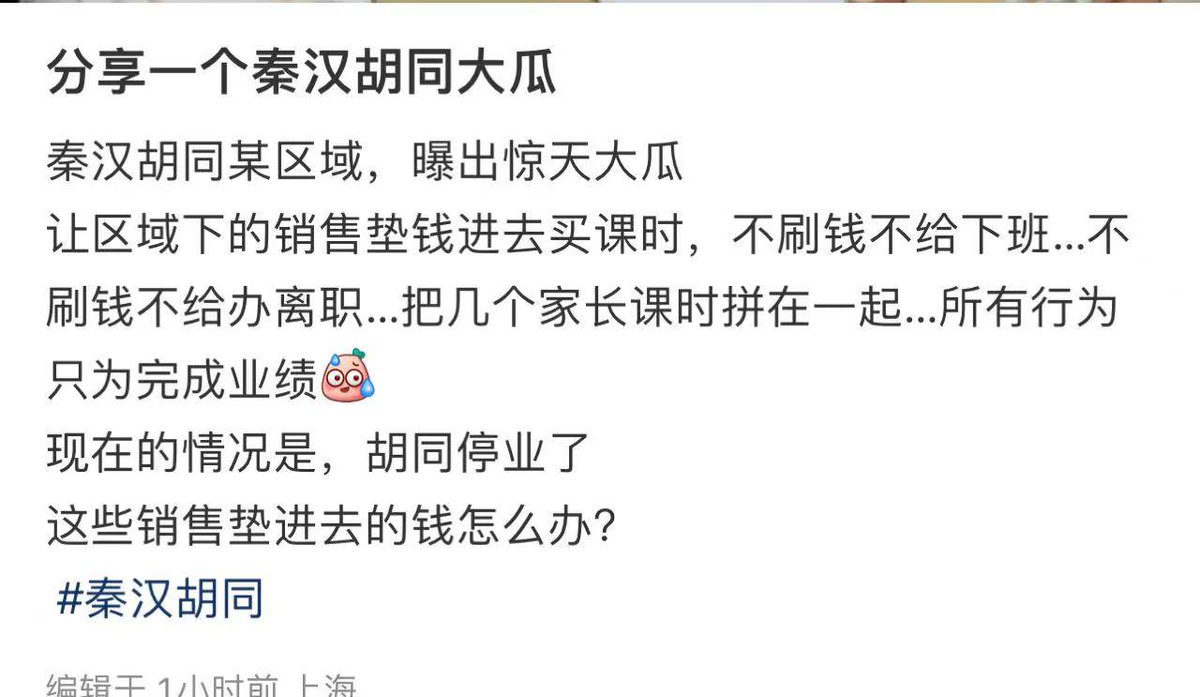 分享一个秦汉胡同大瓜
秦汉胡同某区域，曝出惊天大瓜
让区域下的销售垫钱进去买课时，不刷钱不给下班...不
刷钱不给办离职...把几个家长课时拼在一起...所有行为
只为完成业绩
现在的情况是，胡同停业了
这些销售垫进去的钱怎么办？
#秦汉胡同
编辑于 1小时前 上海